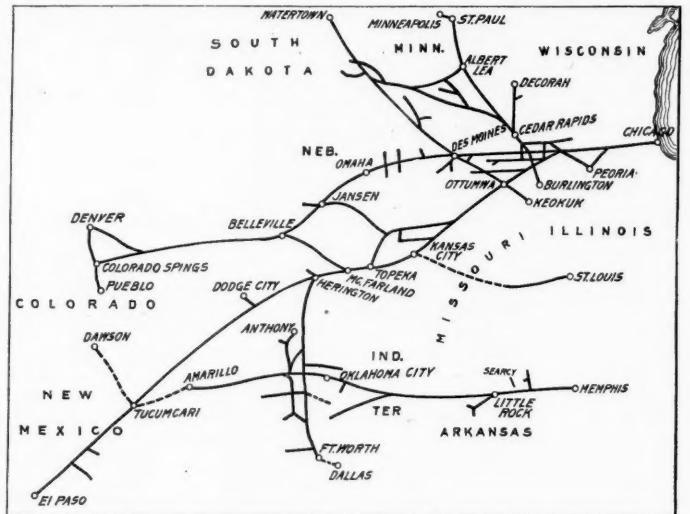 WATERTOWN
MINNEAPOLIS
ST. PAUL
SOUTH
DAKOTA
MINN.
WISCONSIN
ALBERT
LEA
DECORAH
CEDAR RAPIDS
CHICAGO
DES MOINES
NEB.
OMAHA
OTTUMWA
BURLINGTON
PEORIA
KEOKUK
JANSEN
DENVER
BELLEVILLE
ILLINOIS
KANSAS
CITY
MISSOURI
COLORADO SPINGS
PUEBLO
COLORADO
DODGE CITY
TOPEKA
MC. FARLAND
HERINGTON
ST. LOUIS
DAWSON
ANTHONY
AMARILLO
IND.
OKLAHOMA CITY
SEARCY
MEMPHIS
NEW
MEXICO
TUCUMCARI
TER
LITTLE
ROCK
ARKANSAS
FT. WORTH
DALLAS
El PASO